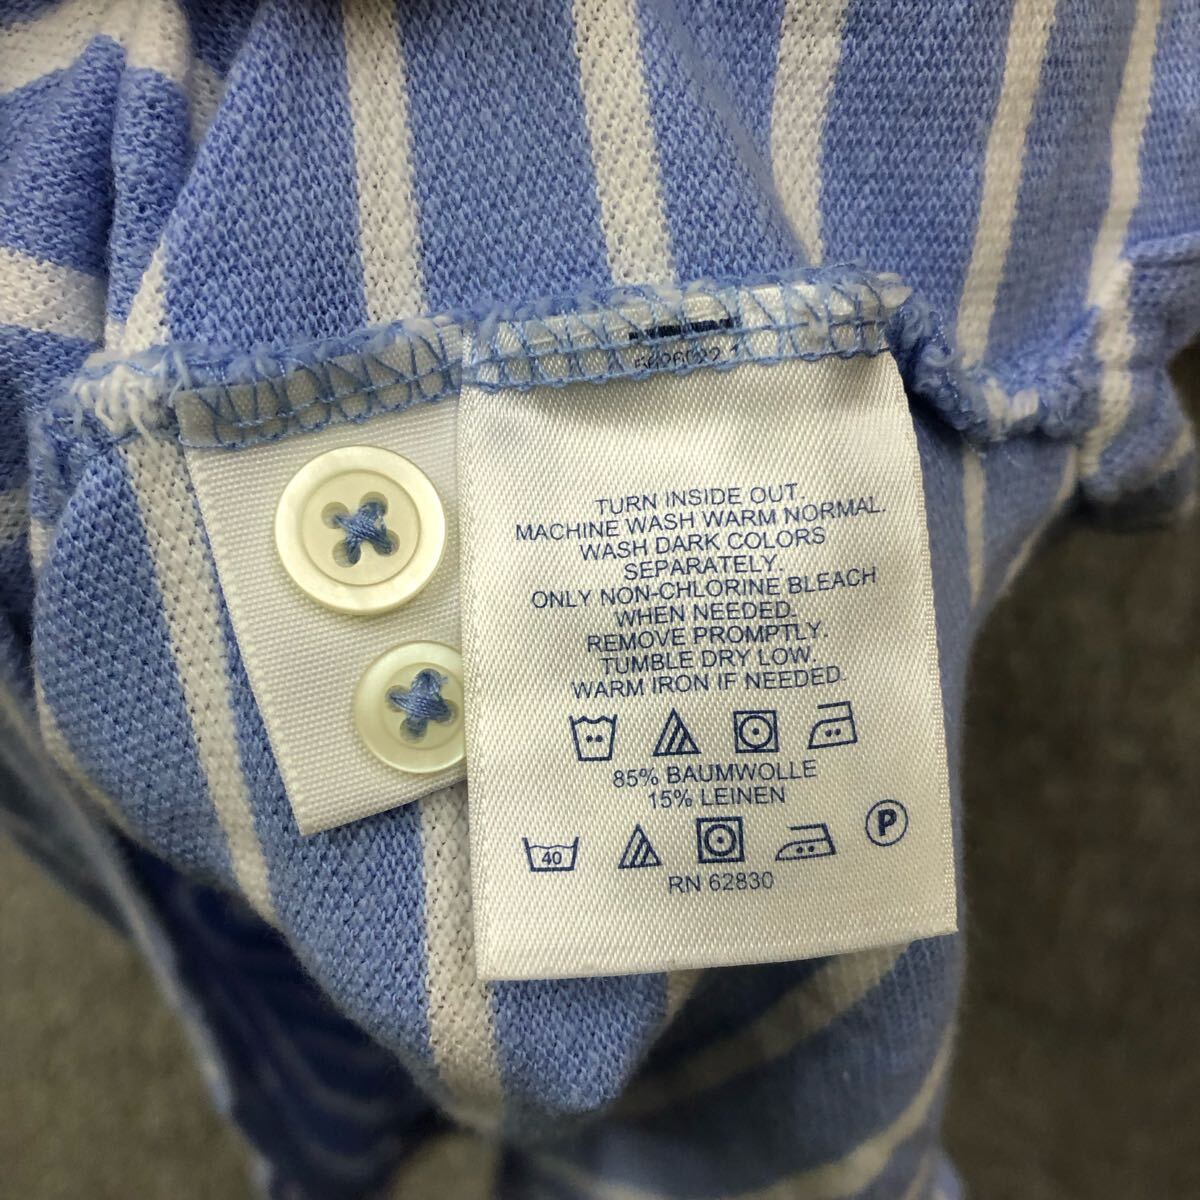 TURN INSIDE OUT.
MACHINE WASH WARM NORMAL.
WASH DARK COLORS
SEPARATELY.
ONLY NON-CHLORINE BLEACH
WHEN NEEDED.
REMOVE PROMPTLY.
TUMBLE DRY LOW.
WARM IRON IF NEEDED.
85% BAUMWOLLE
15% LEINEN
40
P
RN 62830